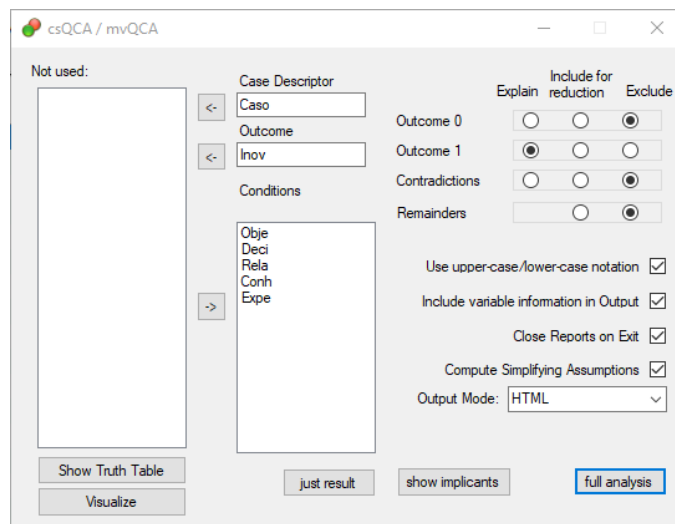 csQCA / mvQCA
Not used:
Case Descriptor
<-
Caso
Outcome
<-
Inov
Conditions
Obje
Deci
Rela
Conh
Expe
->
Include for
Explain reduction Exclude
Outcome 0
Outcome 1
Contradictions
Remainders
Use upper-case/lower-case notation
Include variable information in Output
Close Reports on Exit
Compute Simplifying Assumptions
Output Mode: HTML
Show Truth Table
Visualize
just result
show implicants
full analysis